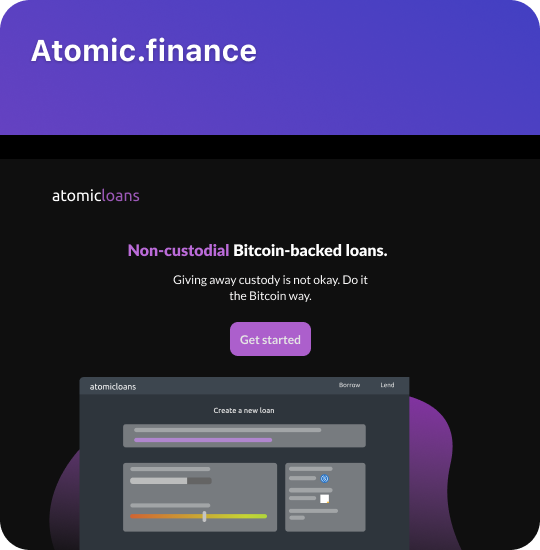 Atomic.finance
atomicloans
Non-custodial Bitcoin-backed loans.
Giving away custody is not okay. Do it
the Bitcoin way.
Get started
atomicloans
Borrow
Lend
Create a new loan